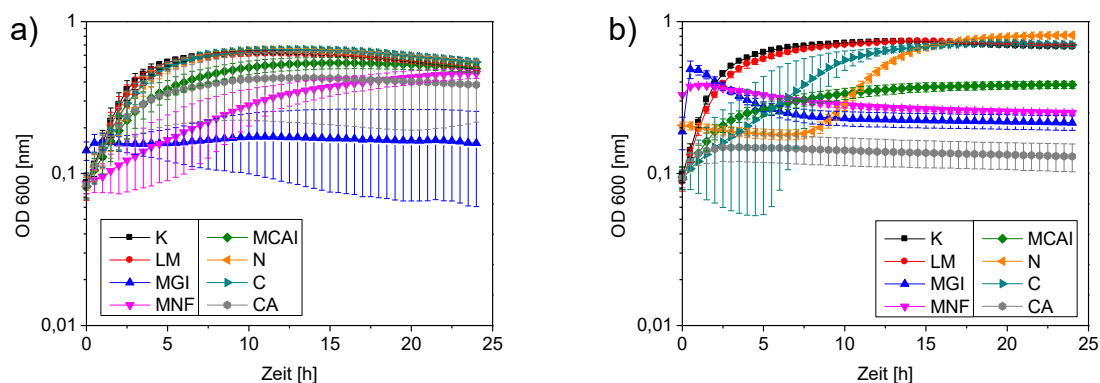 a)
OD 600 [nm]
1
0,1
0,01
0 5 10 15 20 25
Zeit [h]
K
LM
MGI
MNF
MCAI
N
C
CA
b)
OD 600 [nm]
1
0,1
0,01
0 5 10 15 20 25
Zeit [h]
K
LM
MGI
MNF
MCAI
N
C
CA